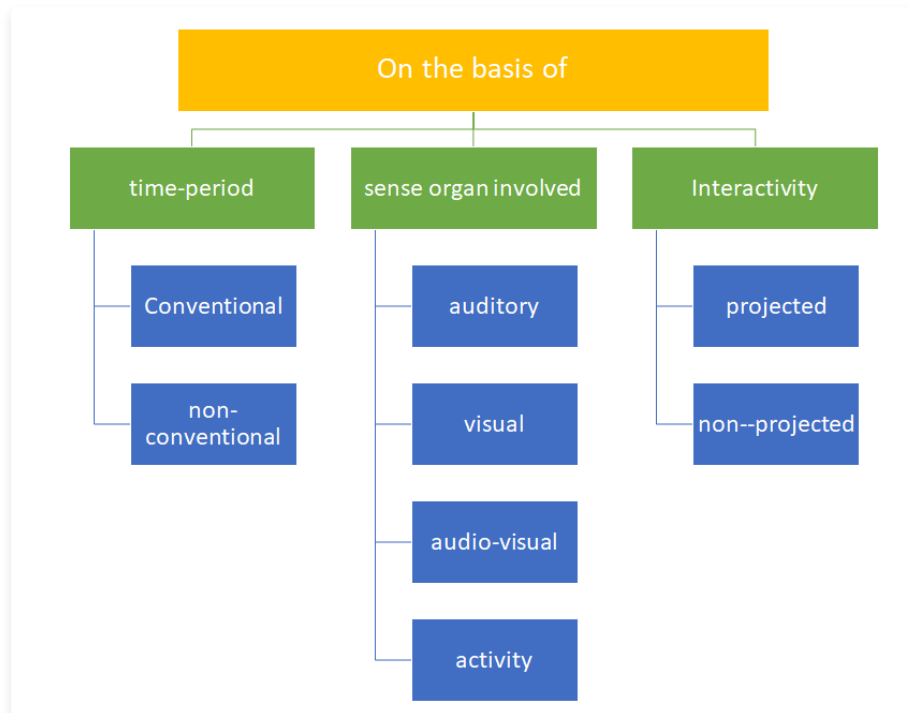 On the basis of
time-period
sense organ involved
Interactivity
Conventional
auditory
projected
non-
conventional
visual
non--projected
audio-visual
activity